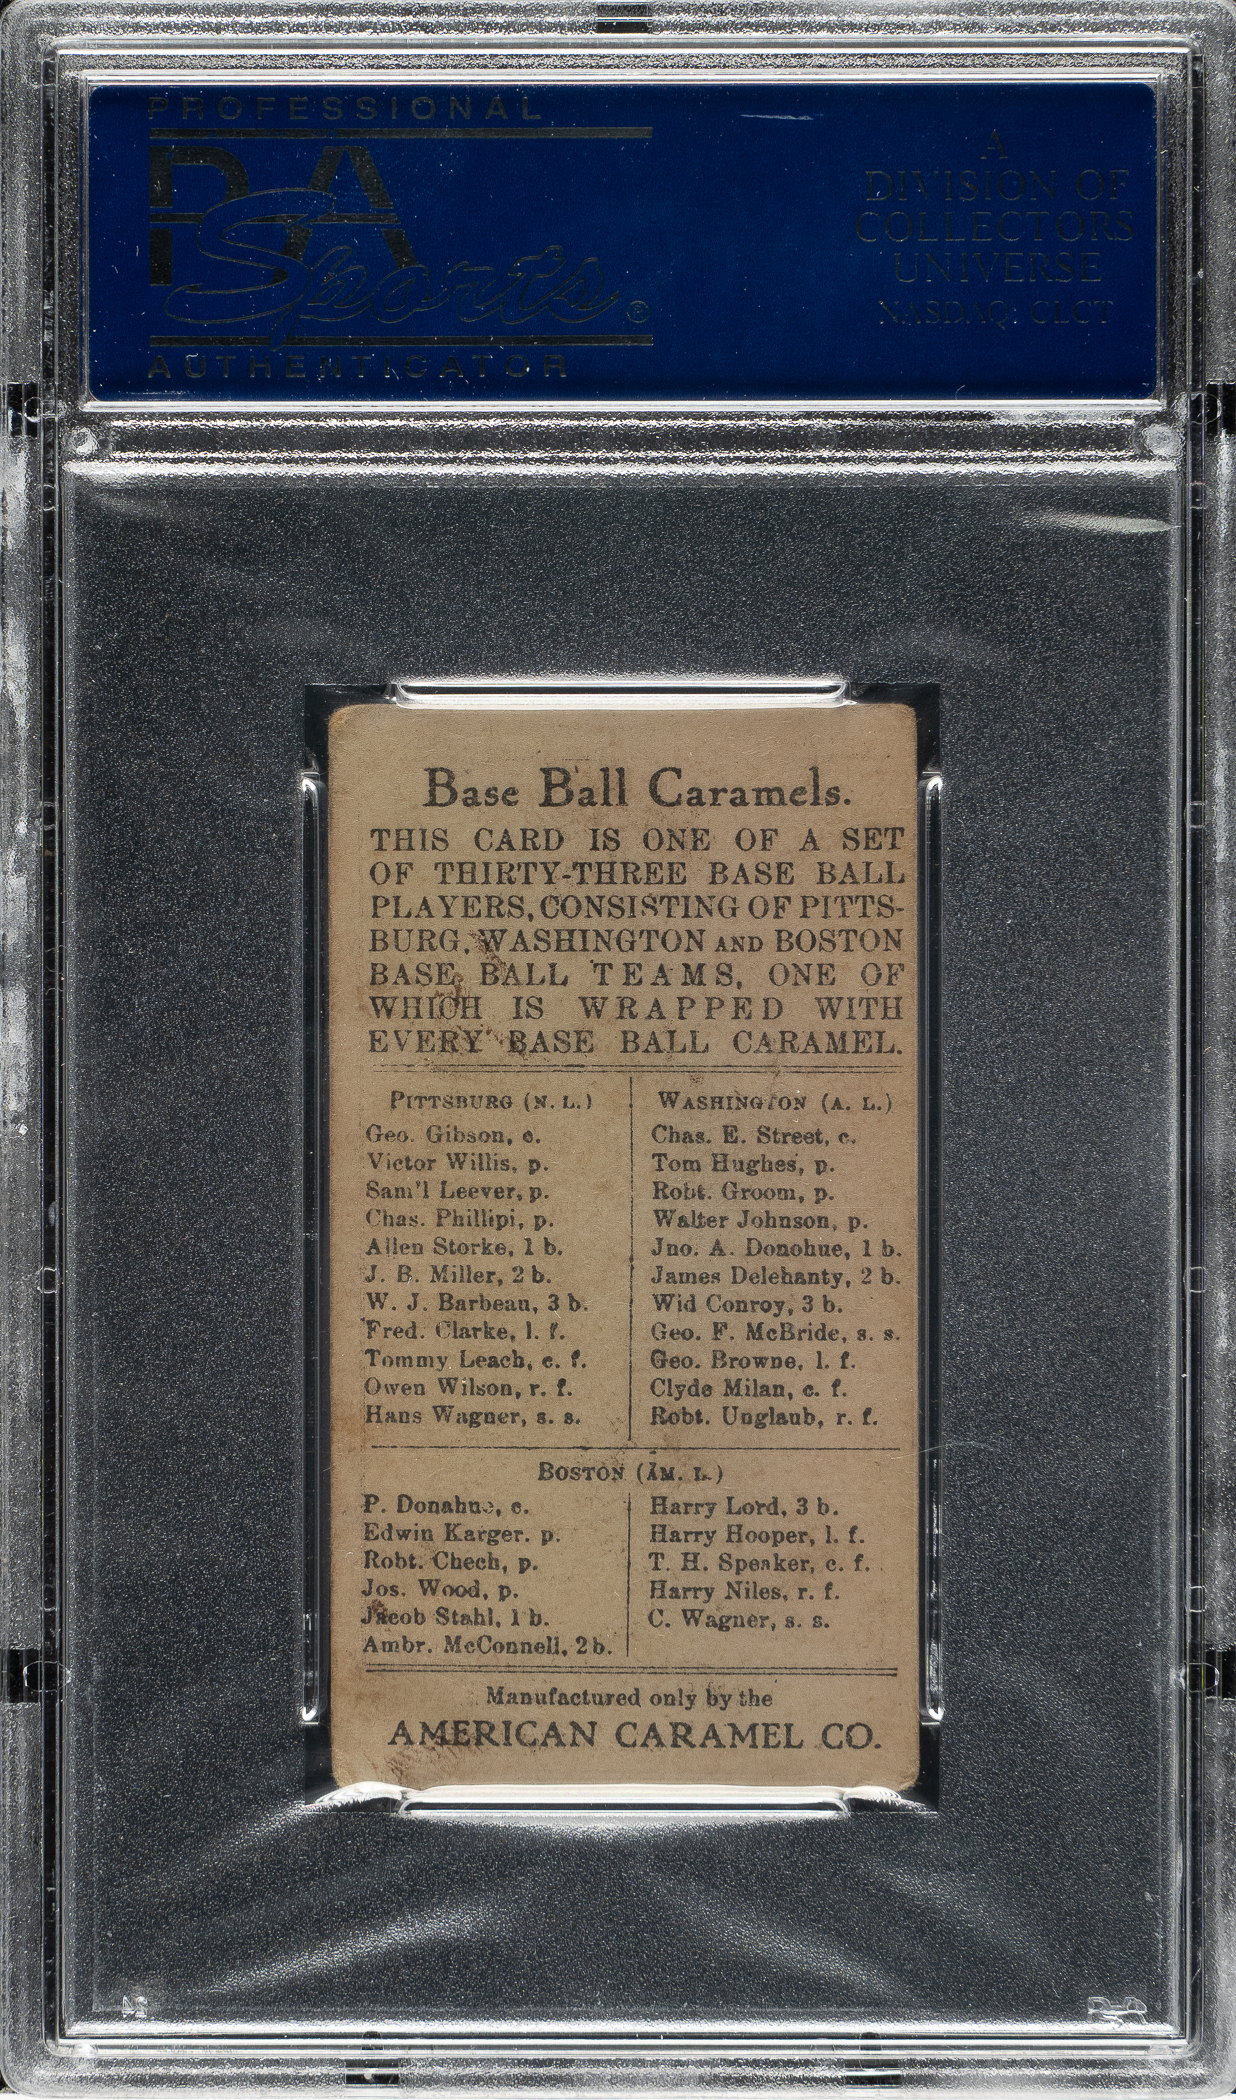 PROFESSIONAL
PSA
Sports ®
AUTHENTICATOR
A
DIVISION OF
COLLECTORS
UNIVERSE
NASDAQ: CLCT
Base Ball Caramels.
THIS CARD IS ONE OF A SET
OF THIRTY-THREE BASE BALL
PLAYERS, CONSISTING OF PITTS-
BURG, WASHINGTON AND BOSTON
BASE BALL TEAMS, ONE OF
WHICH IS WRAPPED WITH
EVERY BASE BALL CARAMEL.
PITTSBURG (N. L.)
Geo. Gibson, c.
Victor Willis, p.
Sam'l Leever, p.
Chas. Phillipi, p.
Allen Storke, 1 b.
J. B. Miller, 2 b.
W. J. Barbeau, 3 b.
Fred. Clarke, l. f.
Tommy Leach, c. f.
Owen Wilson, r. f.
Hans Wagner, s. s.
WASHINGTON (A. L.)
Chas. E. Street, c.
Tom Hughes, p.
Robt. Groom, p.
Walter Johnson, p.
Jno. A. Donohue, 1 b.
James Delehanty, 2 b.
Wid Conroy, 3 b.
Geo. F. McBride, s. s.
Geo. Browne, l. f.
Clyde Milan, c. f.
Robt. Unglaub, r. f.
BOSTON (AM. L.)
P. Donahue, c.
Edwin Karger. p.
Robt. Chech, p.
Jos. Wood, p.
Jacob Stahl, 1 b.
Ambr. McConnell, 2 b.
Harry Lord, 3 b.
Harry Hooper, l. f.
T. H. Speaker, c. f.
Harry Niles, r. f.
C. Wagner, s. s.
Manufactured only by the
AMERICAN CARAMEL CO.